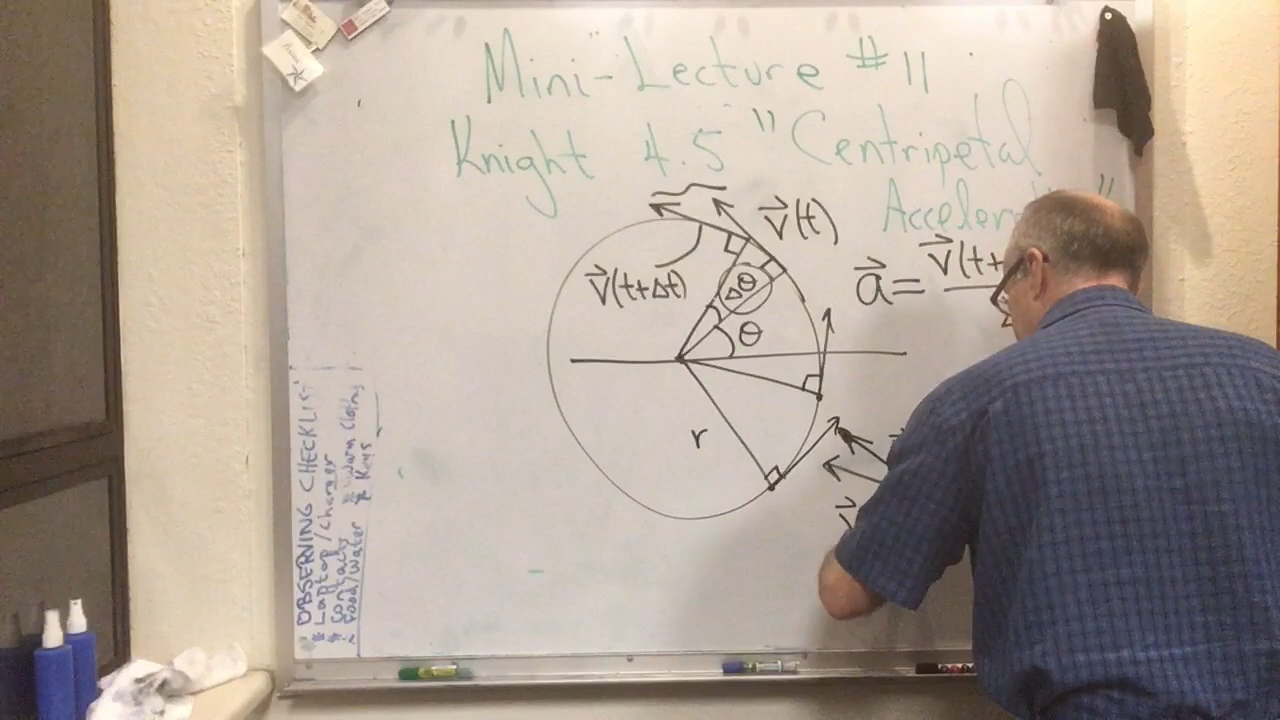 Mini-Lecture #11
Knight 4.5 "Centripetal
Acceler
v(t)
v(t+Δt)
a = v(t+
Δθ
θ
r
v
OBSERVING CHECKLIST
* Laptop/Charger
* Contacts
* Food/Water
* Warm Clothing
* Keys